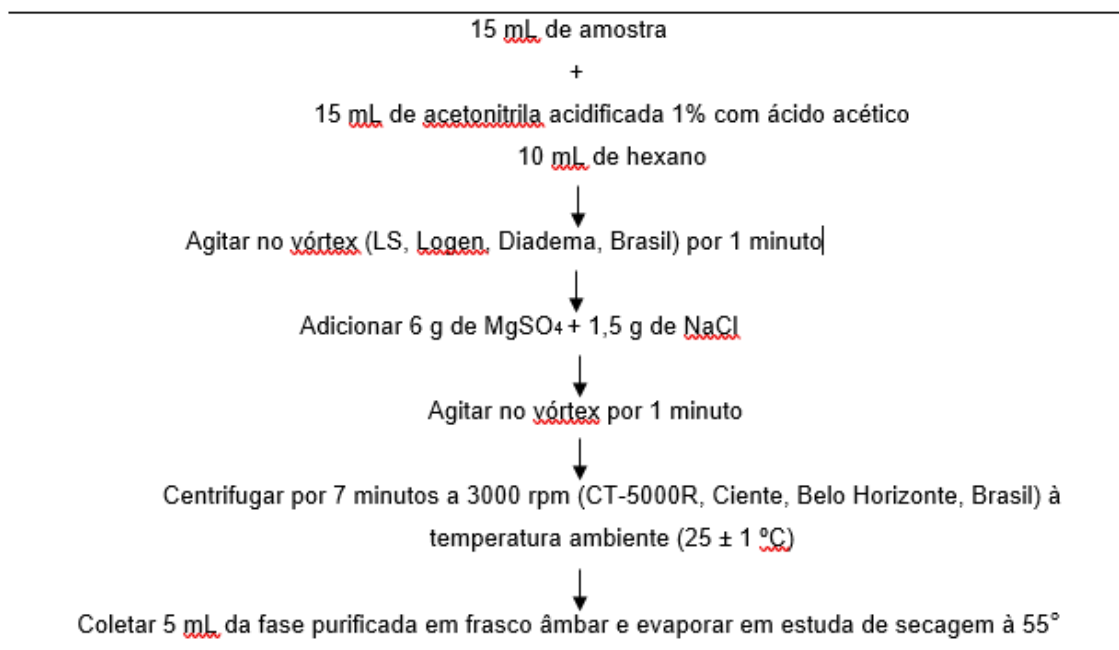 15 mL de amostra
+
15 mL de acetonitrila acidificada 1% com ácido acético
10 mL de hexano
Agitar no vórtex (LS, Logen, Diadema, Brasil) por 1 minuto
Adicionar 6 g de MgSO4 + 1,5 g de NaCl
Agitar no vórtex por 1 minuto
Centrifugar por 7 minutos a 3000 rpm (CT-5000R, Ciente, Belo Horizonte, Brasil) à
temperatura ambiente (25 ± 1 ºC)
Coletar 5 mL da fase purificada em frasco âmbar e evaporar em estuda de secagem à 55°